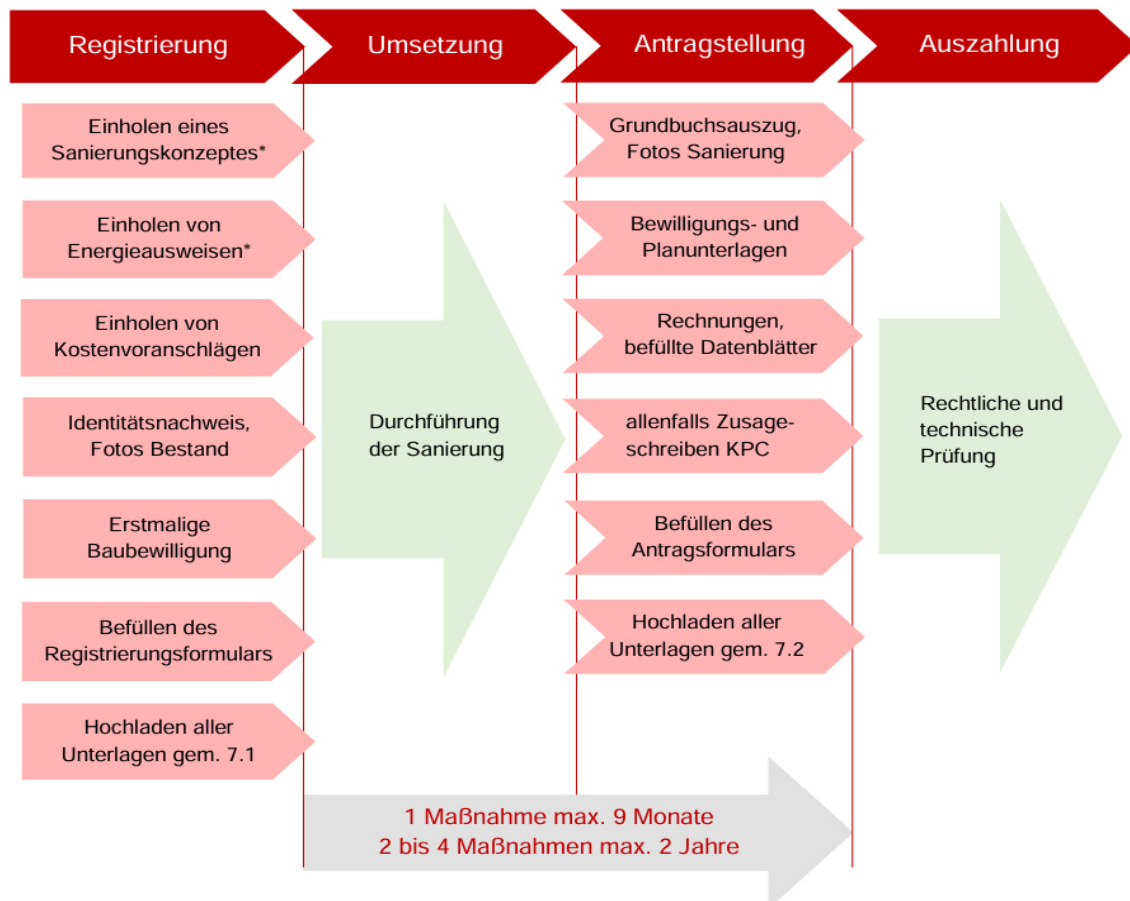 Registrierung
Umsetzung
Antragstellung
Auszahlung
Einholen eines
Sanierungskonzeptes*
Einholen von
Energieausweisen*
Einholen von
Kostenvoranschlägen
Identitätsnachweis,
Fotos Bestand
Erstmalige
Baubewilligung
Befüllen des
Registrierungsformulars
Hochladen aller
Unterlagen gem. 7.1
Durchführung
der Sanierung
Grundbuchsauszug,
Fotos Sanierung
Bewilligungs- und
Planunterlagen
Rechnungen,
befüllte Datenblätter
allenfalls Zusage-
schreiben KPC
Befüllen des
Antragsformulars
Hochladen aller
Unterlagen gem. 7.2
Rechtliche und
technische
Prüfung
1 Maßnahme max. 9 Monate
2 bis 4 Maßnahmen max. 2 Jahre